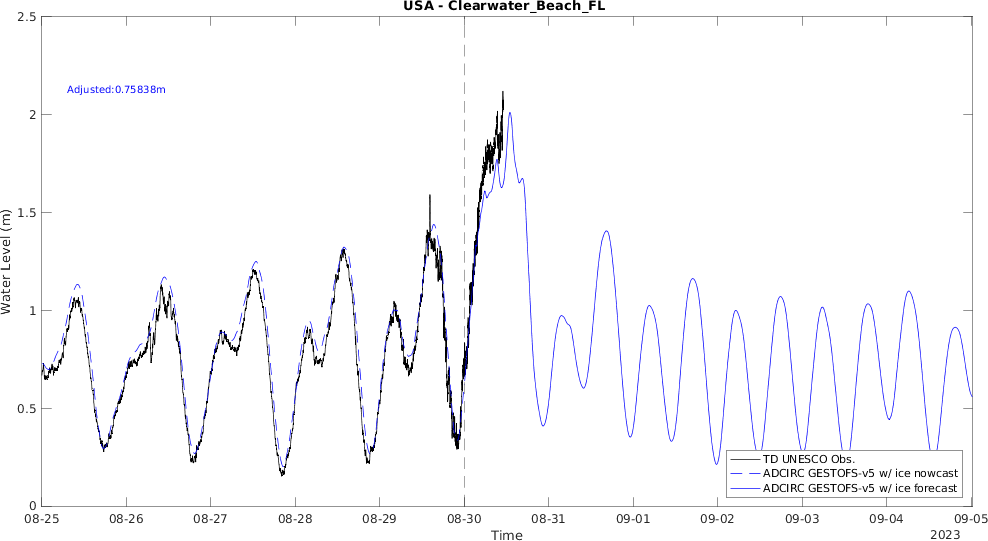 USA - Clearwater_Beach_FL
2.5
Adjusted:0.75838m
2
1.5
Water Level (m)
1
0.5
TD UNESCO Obs.
ADCIRC GESTOFS-v5 w/ ice nowcast
ADCIRC GESTOFS-v5 w/ ice forecast
0
08-25 08-26 08-27 08-28 08-29 08-30 08-31 09-01 09-02 09-03 09-04 09-05
Time
2023